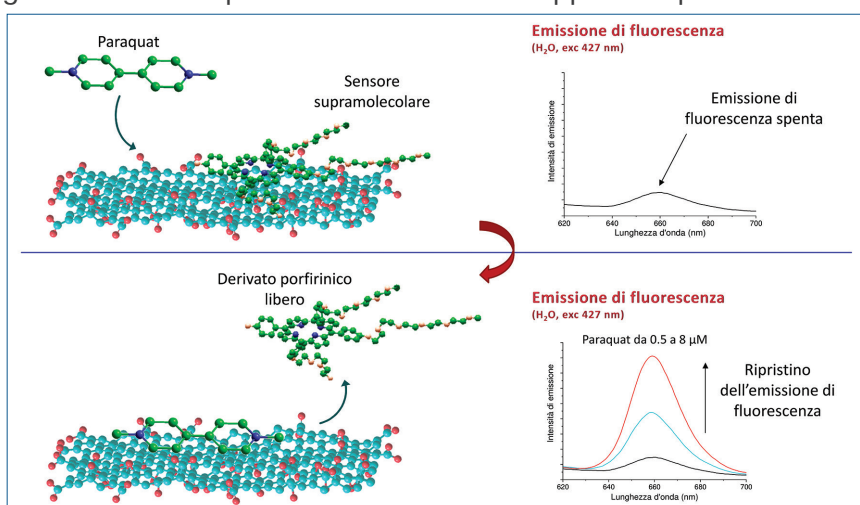 Paraquat
Sensore
supramolecolare
Emissione di fluorescenza
(H₂O, exc 427 nm)
Intensità di emissione
Emissione di
fluorescenza spenta
620 640 660 680 700
Lunghezza d'onda (nm)
Derivato porfirinico
libero
Emissione di fluorescenza
(H₂O, exc 427 nm)
Paraquat da 0.5 a 8 µM
Intensità di emissione
Ripristino
dell'emissione di
fluorescenza
620 640 660 680 700
Lunghezza d'onda (nm)